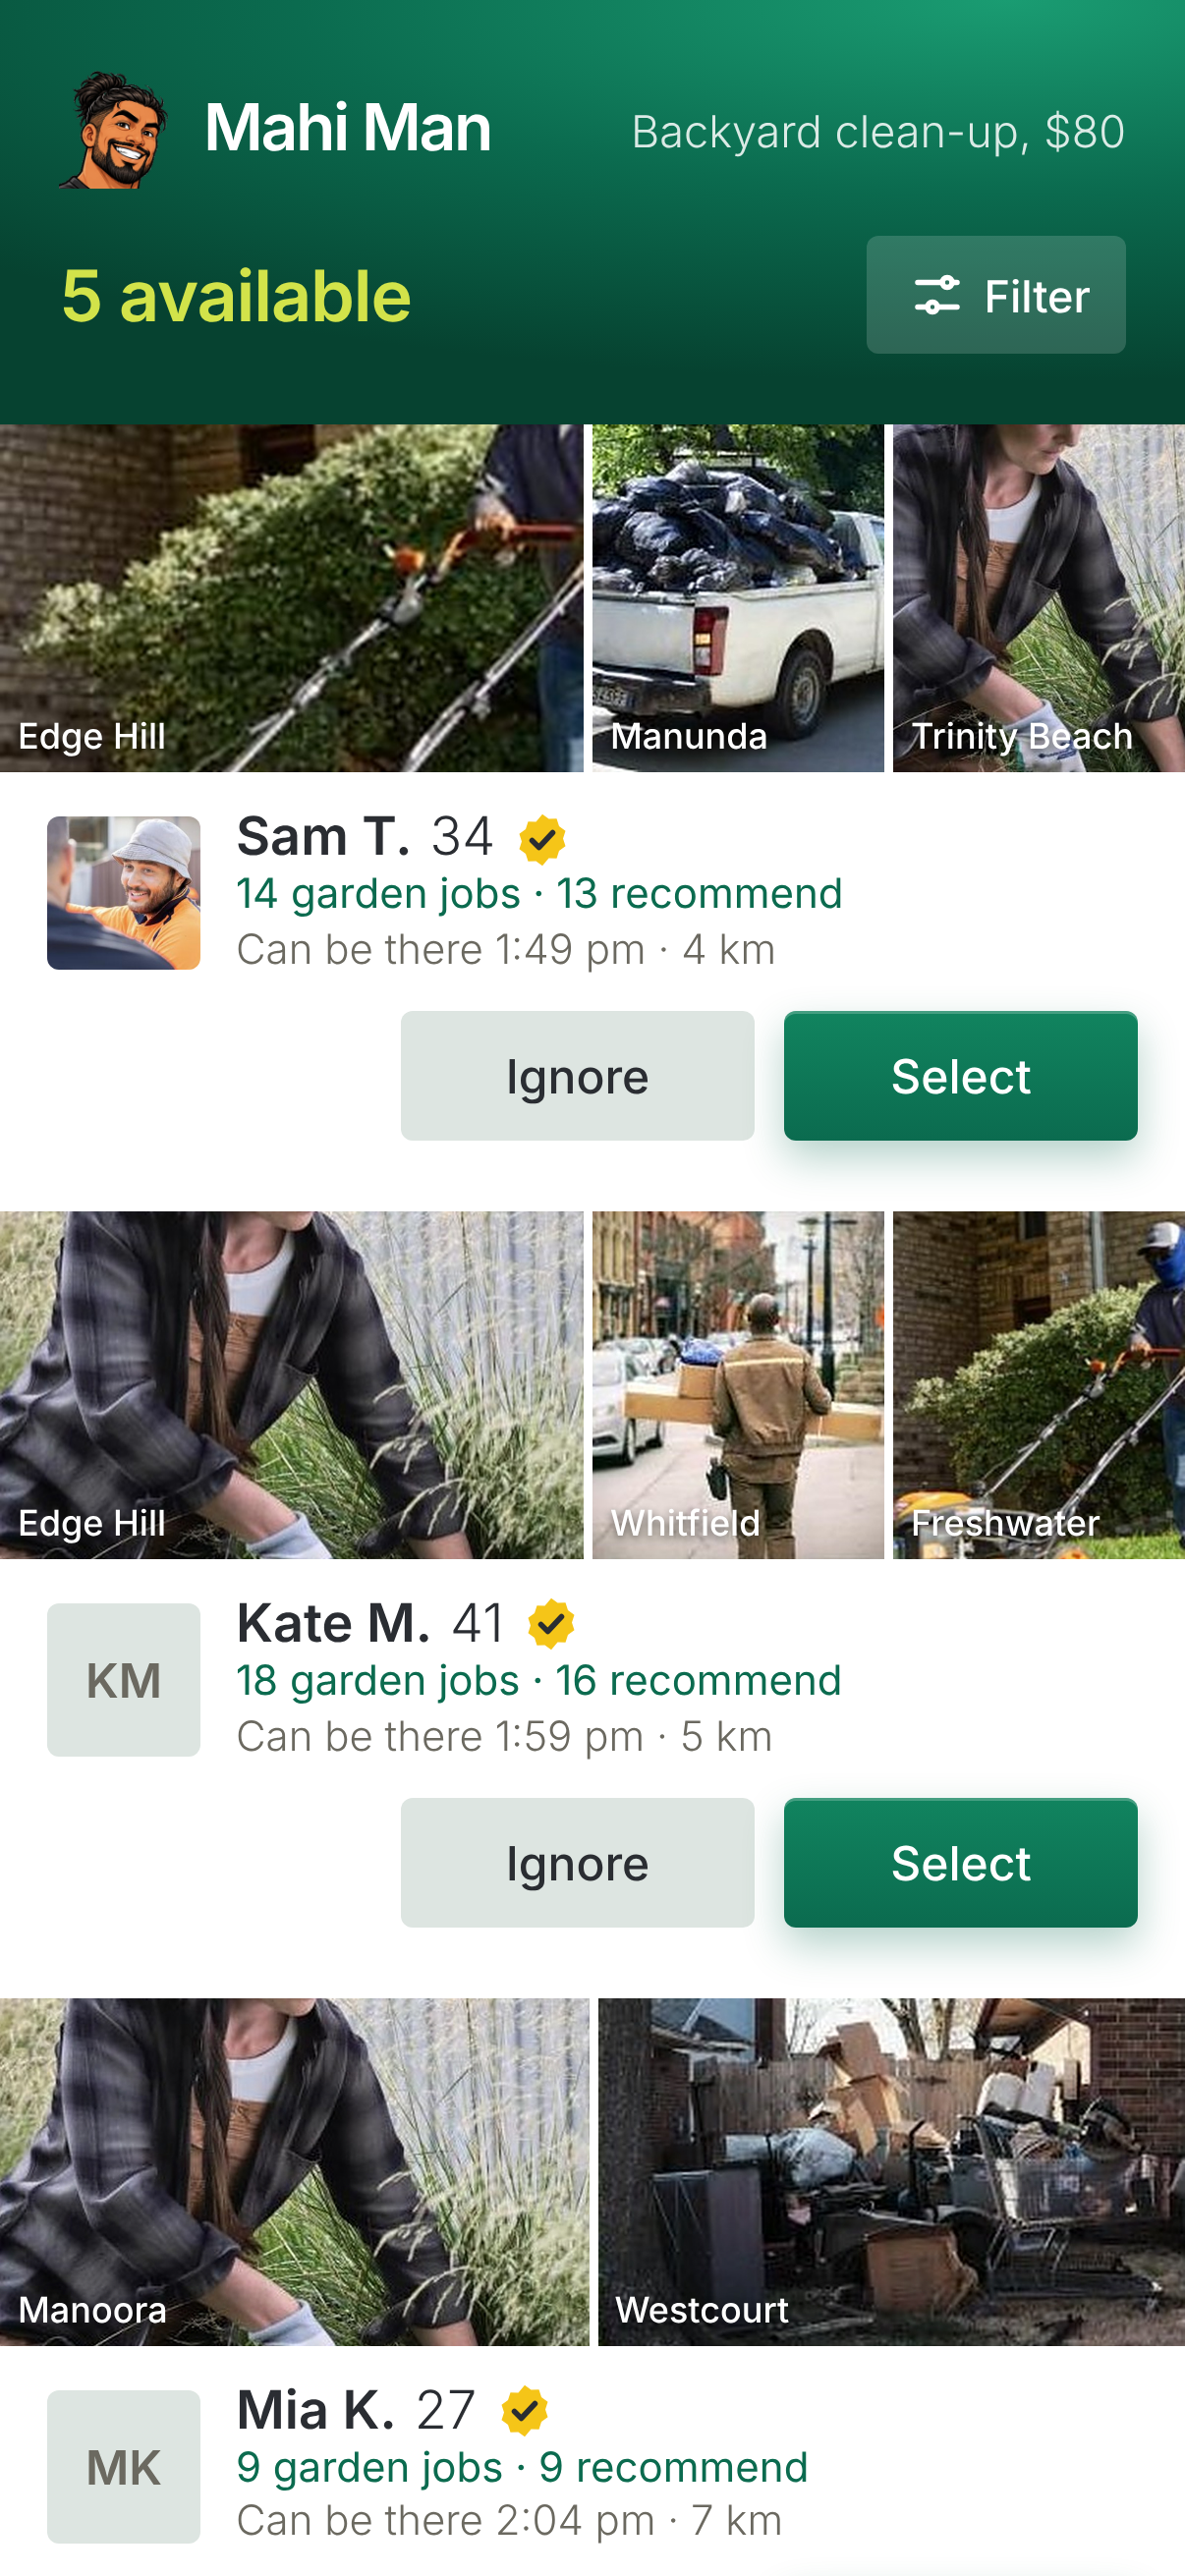 Mahi Man
Backyard clean-up, $80
5 available
Filter
Edge Hill
Manunda
Trinity Beach
Sam T. 34
14 garden jobs · 13 recommend
Can be there 1:49 pm · 4 km
Ignore
Select
Edge Hill
Whitfield
Freshwater
KM
Kate M. 41
18 garden jobs · 16 recommend
Can be there 1:59 pm · 5 km
Ignore
Select
Manoora
Westcourt
MK
Mia K. 27
9 garden jobs · 9 recommend
Can be there 2:04 pm · 7 km